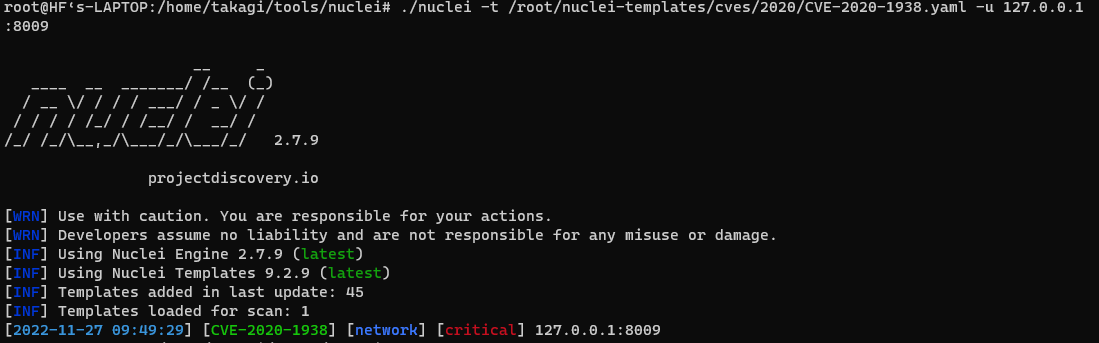 root@HF‘s-LAPTOP:/home/takagi/tools/nuclei# ./nuclei -t /root/nuclei-templates/cves/2020/CVE-2020-1938.yaml -u 127.0.0.1
:8009
                     __     _
   ____  __  _______/ /__  (_)
  / __ \/ / / / ___/ / _ \/ /
 / / / / /_/ / /__/ /  __/ /
/_/ /_/\__,_/\___/_/\___/_/   2.7.9
projectdiscovery.io
[WRN] Use with caution. You are responsible for your actions.
[WRN] Developers assume no liability and are not responsible for any misuse or damage.
[INF] Using Nuclei Engine 2.7.9 (latest)
[INF] Using Nuclei Templates 9.2.9 (latest)
[INF] Templates added in last update: 45
[INF] Templates loaded for scan: 1
[2022-11-27 09:49:29] [CVE-2020-1938] [network] [critical] 127.0.0.1:8009